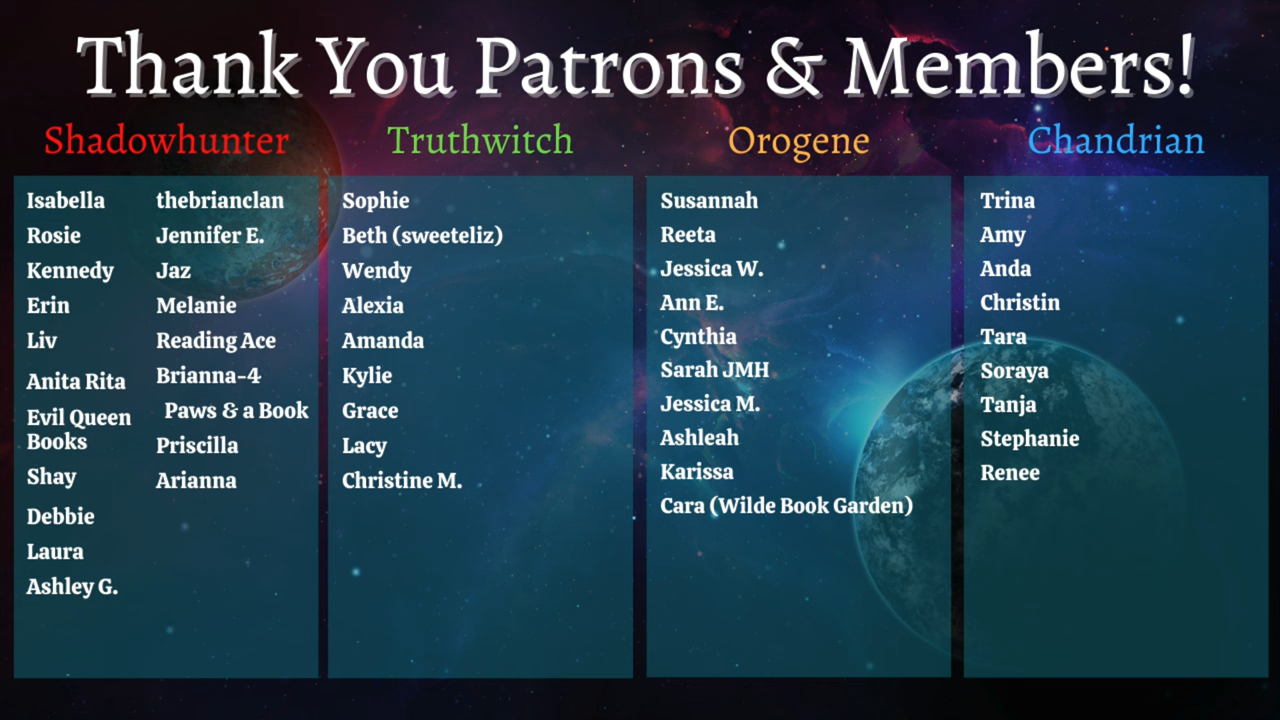 Thank You Patrons & Members!
Shadowhunter
Isabella
Rosie
Kennedy
Erin
Liv
Anita Rita
Evil Queen
Books
Shay
Debbie
Laura
Ashley G.
thebrianclan
Jennifer E.
Jaz
Melanie
Reading Ace
Brianna-4
Paws & a Book
Priscilla
Arianna
Truthwitch
Sophie
Beth (sweeteliz)
Wendy
Alexia
Amanda
Kylie
Grace
Lacy
Christine M.
Orogene
Susannah
Reeta
Jessica W.
Ann E.
Cynthia
Sarah JMH
Jessica M.
Ashleah
Karissa
Cara (Wilde Book Garden)
Chandrian
Trina
Amy
Anda
Christin
Tara
Soraya
Tanja
Stephanie
Renee